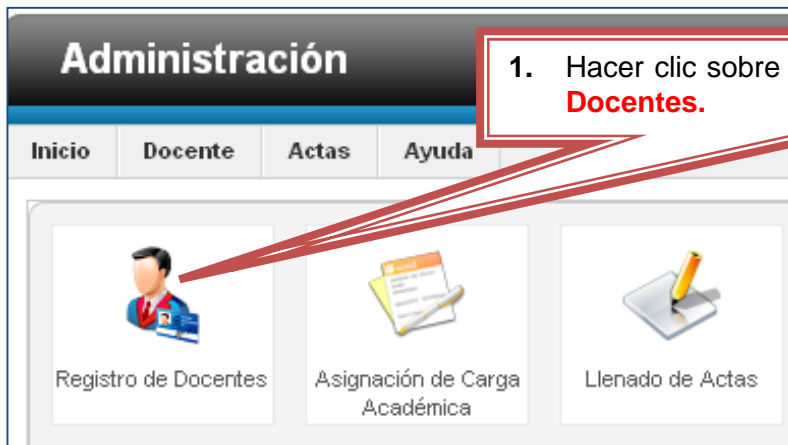 Administración
1. Hacer clic sobre
Docentes.
Inicio Docente Actas Ayuda
Registro de Docentes
Asignación de Carga
Académica
Llenado de Actas